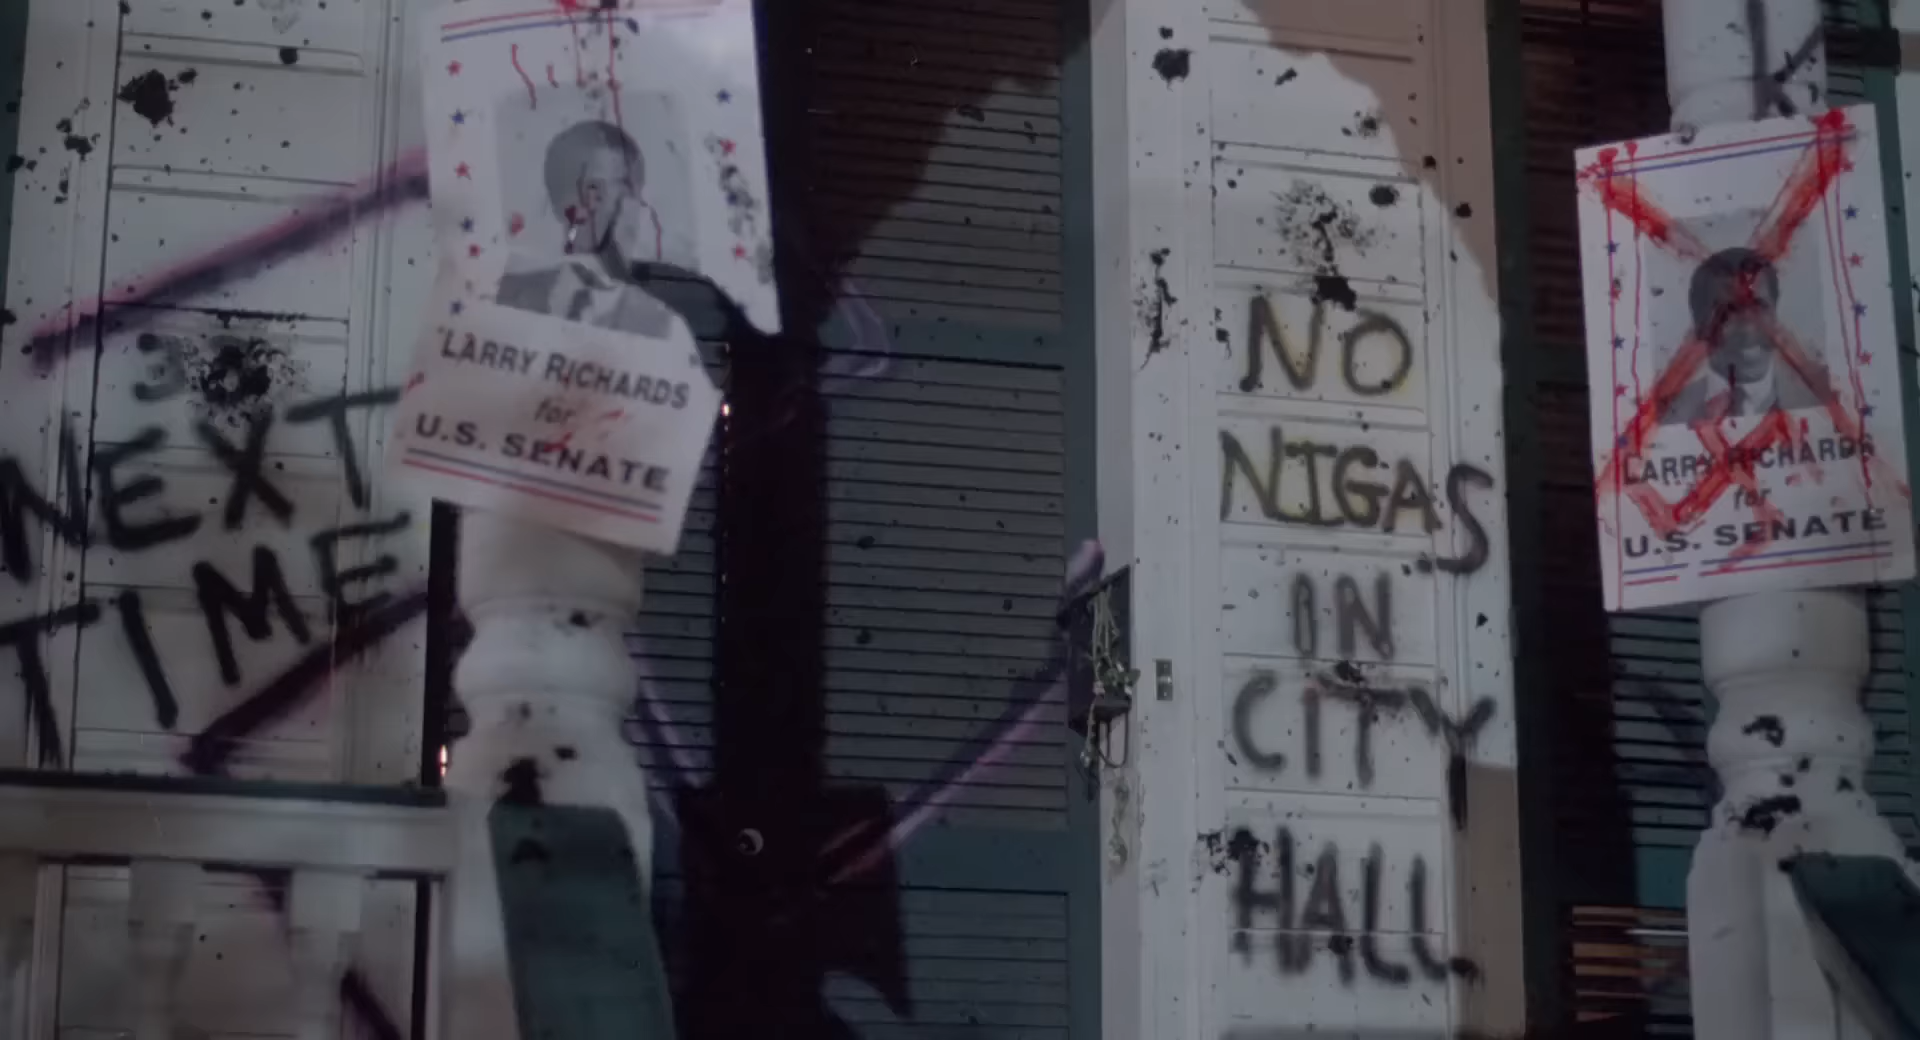 NEXT
TIME
LARRY RICHARDS
for
U.S. SENATE
NO
NIGAS
IN
CITY
HALL
K
LARRY RICHARDS
for
U.S. SENATE